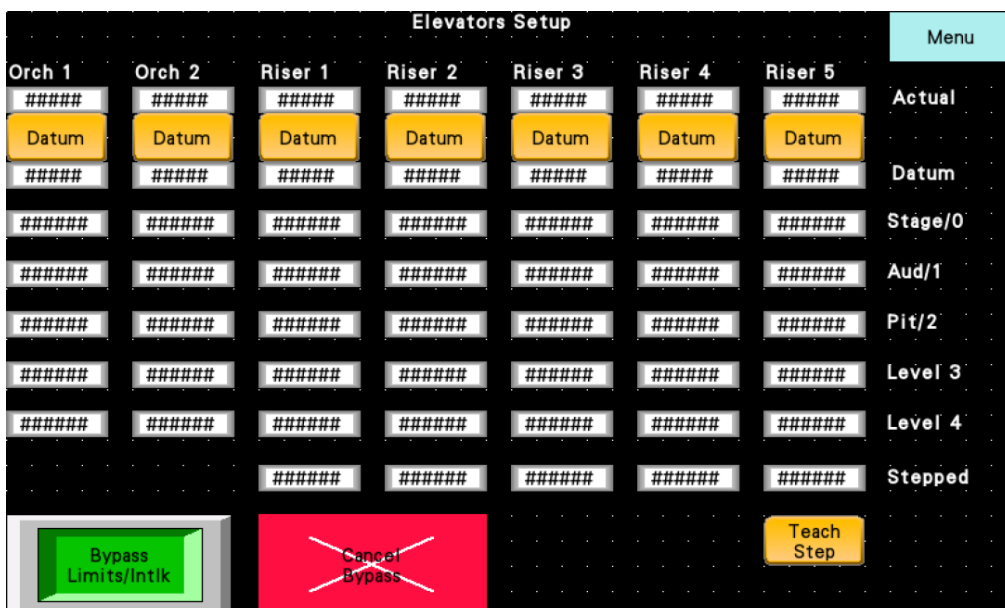 Elevators Setup
Menu
Orch 1 Orch 2 Riser 1 Riser 2 Riser 3 Riser 4 Riser 5
##### ##### ##### ##### ##### ##### ##### Actual
Datum Datum Datum Datum Datum Datum Datum
##### ##### ##### ##### ##### ##### ##### Datum
###### ###### ###### ###### ###### ###### ###### Stage/0
###### ###### ###### ###### ###### ###### ###### Aud/1
###### ###### ###### ###### ###### ###### ###### Pit/2
###### ###### ###### ###### ###### ###### ###### Level 3
###### ###### ###### ###### ###### ###### ###### Level 4
###### ###### ###### ###### ###### Stepped
Bypass
Limits/Intlk
Cancel
Bypass
Teach
Step